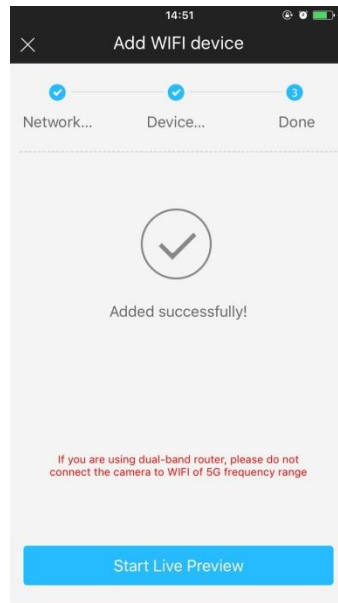 14:51
Add WIFI device
3
Network... Device... Done
Added successfully!
If you are using dual-band router, please do not
connect the camera to WIFI of 5G frequency range
Start Live Preview